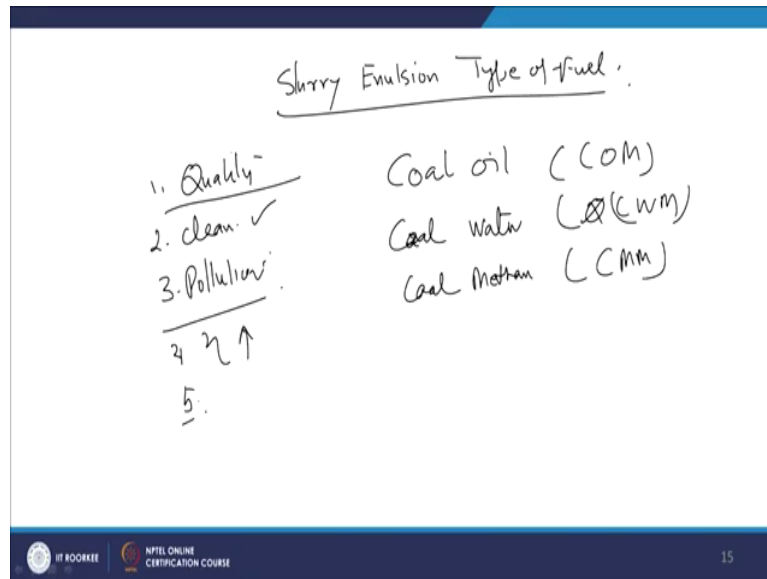 Slurry Emulsion Type of Fuel.
1. Quality
2. Clean. ✓
3. Pollution
4 η ↑
5.
Coal oil (COM)
Coal Water (CWM)
Coal Methan (CMM)
IIT ROORKEE
NPTEL ONLINE
CERTIFICATION COURSE
15